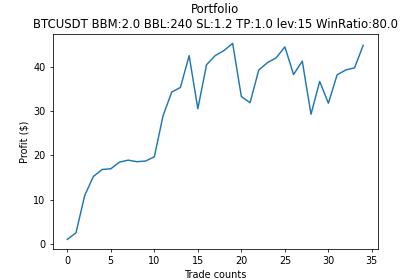 Portfolio
BTCUSDT BBM:2.0 BBL:240 SL:1.2 TP:1.0 lev:15 WinRatio:80.0
Profit ($)
40
30
20
10
0
0 5 10 15 20 25 30 35
Trade counts